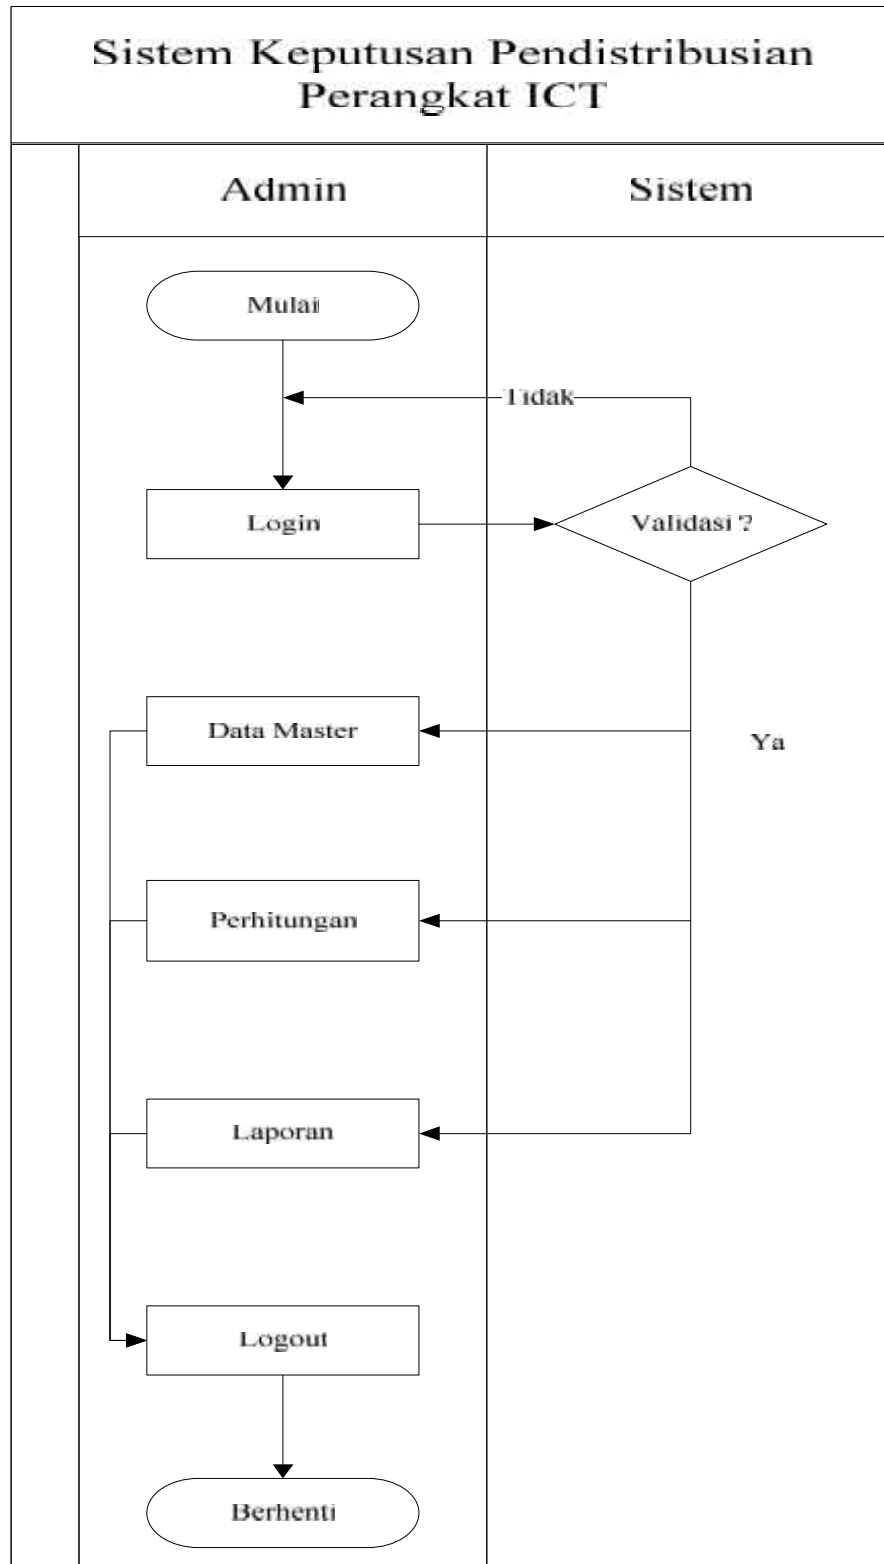 Sistem Keputusan Pendistribusian
Perangkat ICT
Admin
Sistem
Mulai
Tidak
Login
Validasi ?
Data Master
Ya
Perhitungan
Laporan
Logout
Berhenti